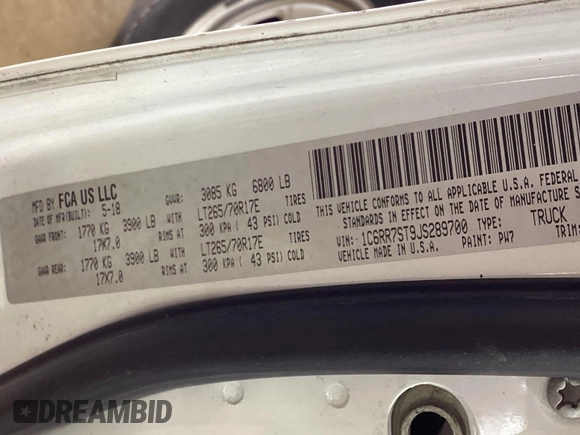 MFD BY FCA US LLC
DATE OF MFR(BUILT): 5-18 GVWR: 3085 KG 6800 LB
GAWR FRONT: 1770 KG 3900 LB WITH LT265/70R17E TIRES
17X7.0 RIMS AT 300 KPA ( 43 PSI) COLD
GAWR REAR: 1770 KG 3900 LB WITH LT265/70R17E TIRES
17X7.0 RIMS AT 300 KPA ( 43 PSI) COLD
THIS VEHICLE CONFORMS TO ALL APPLICABLE U.S.A. FEDERAL
STANDARDS IN EFFECT ON THE DATE OF MANUFACTURE
VIN: 1C6RR7ST9JS289700 TYPE: TRUCK
VEHICLE MADE IN U.S.A. PAINT: PW7 TRIM:
DREAMBID